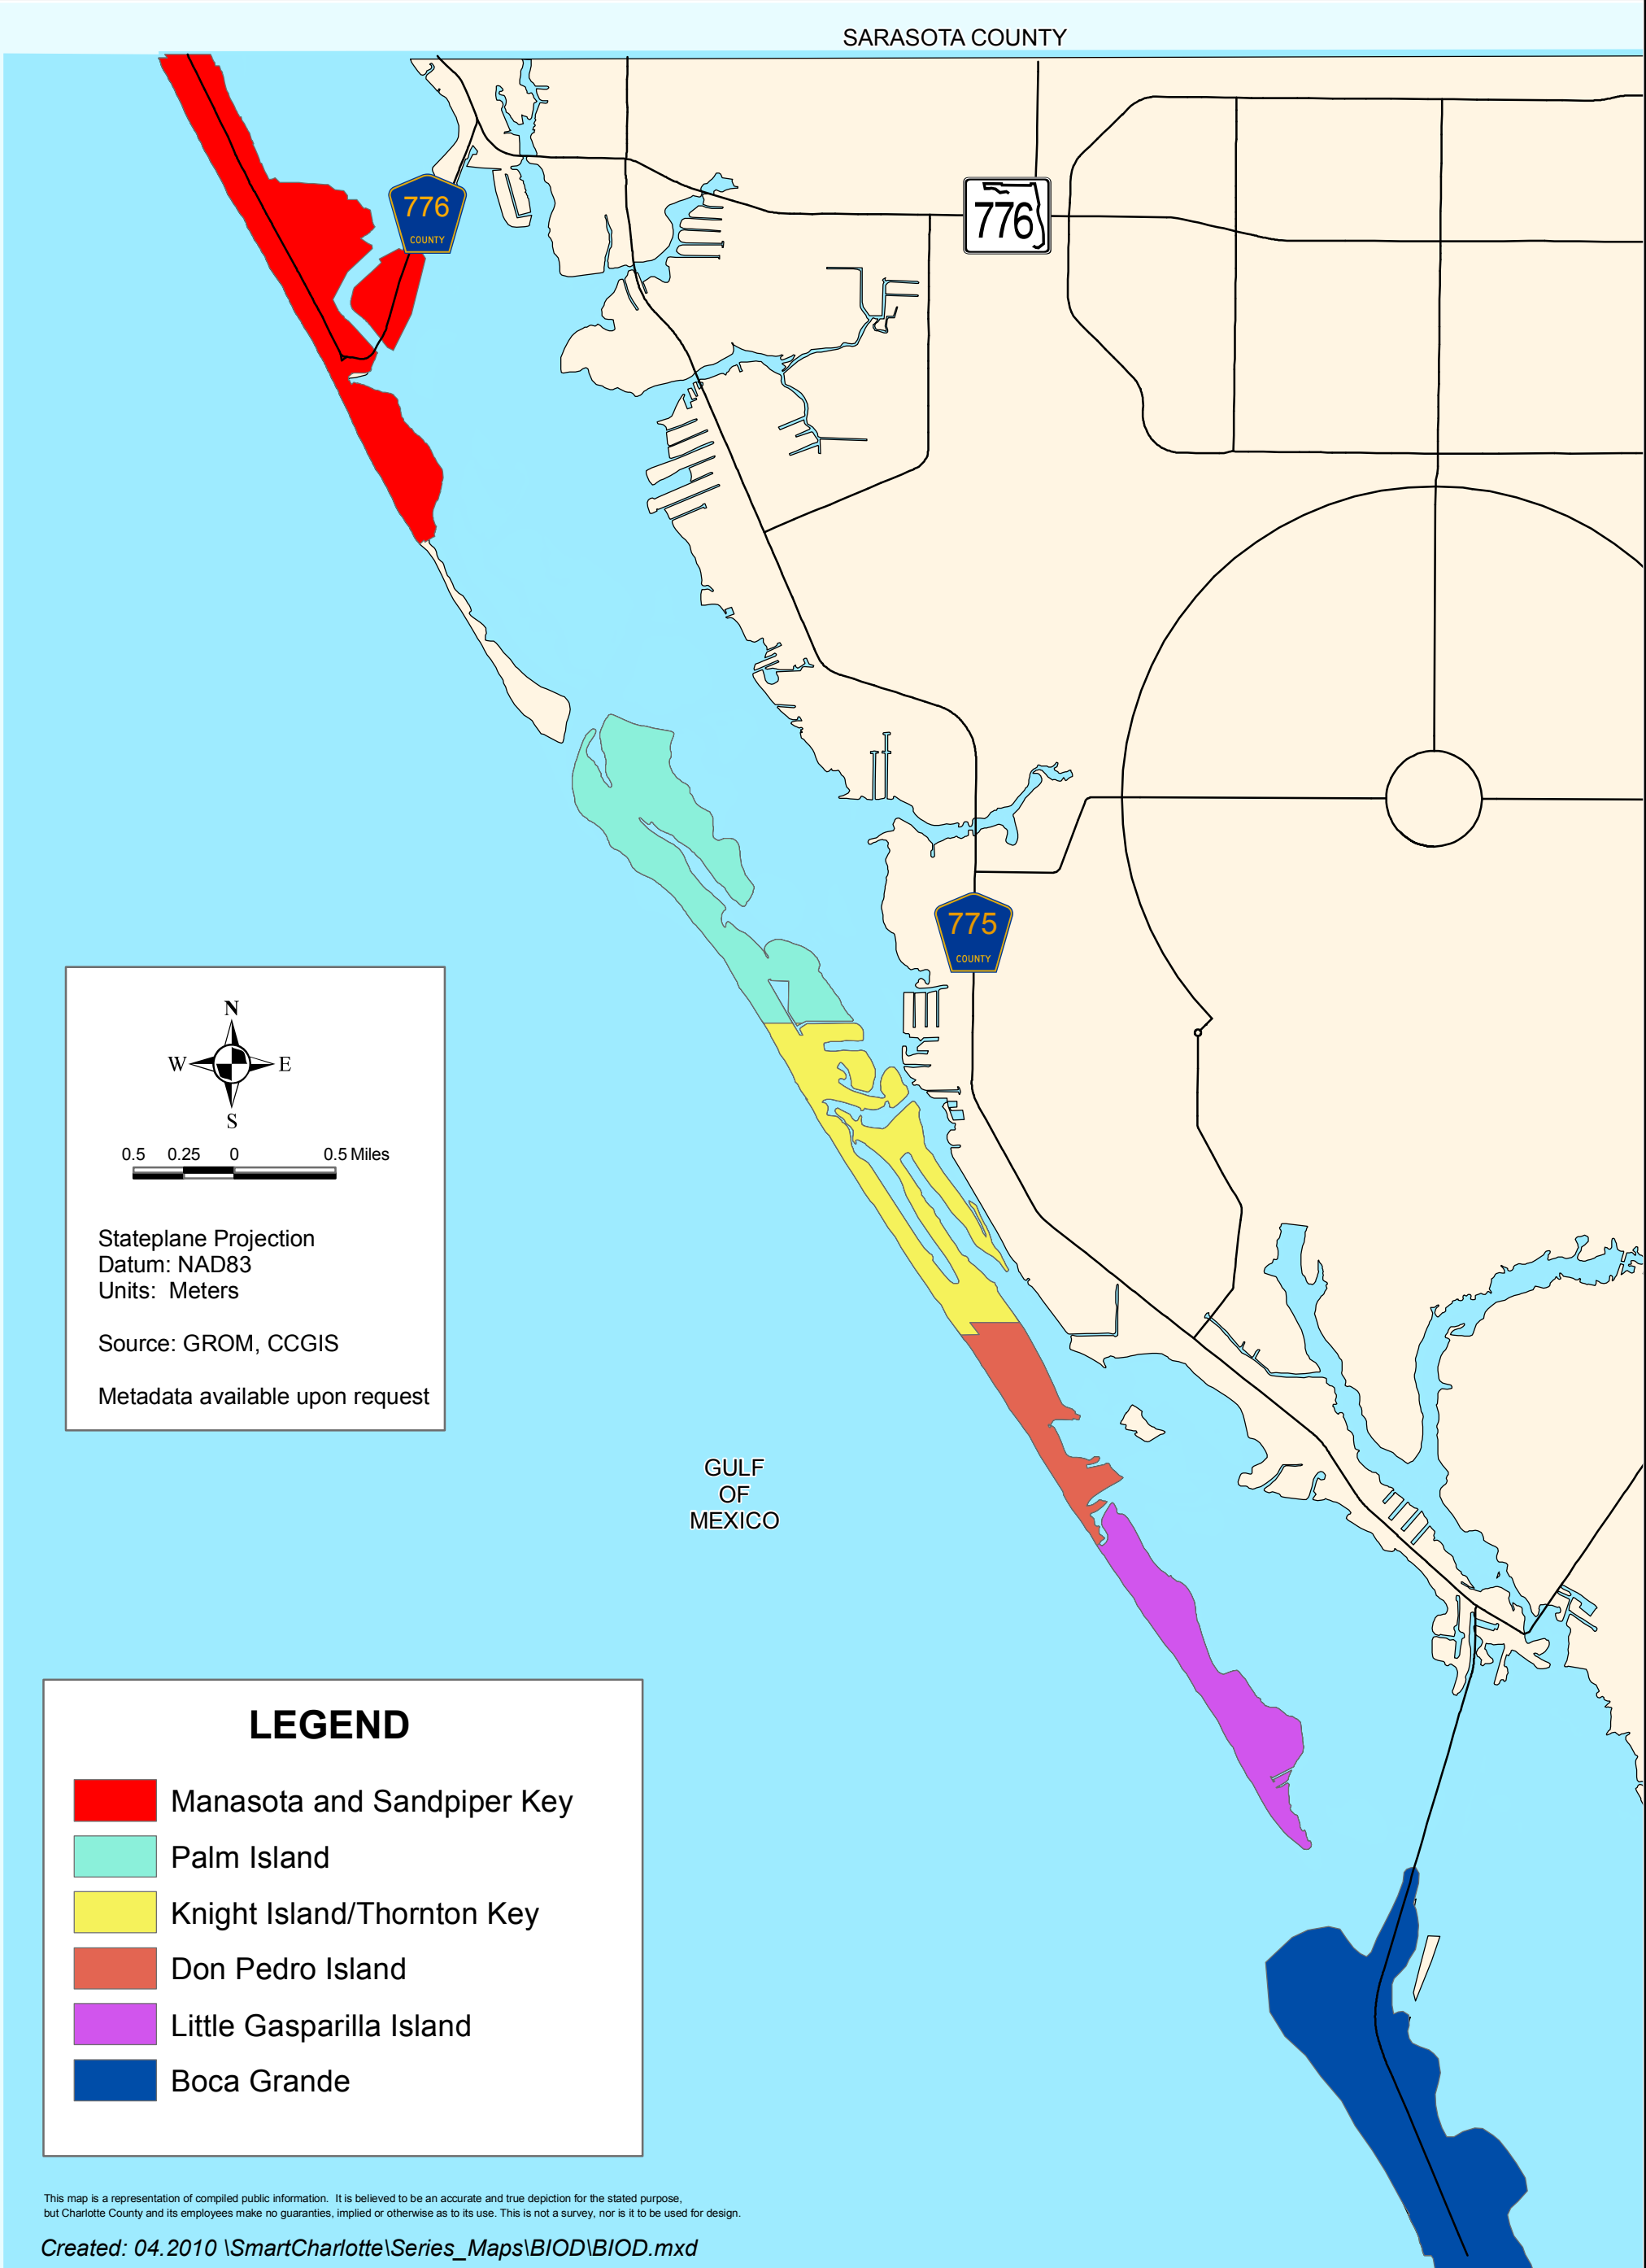 SARASOTA COUNTY
776
COUNTY
776
775
COUNTY
N
W E
S
0.5 0.25 0 0.5 Miles
Stateplane Projection
Datum: NAD83
Units: Meters
Source: GROM, CCGIS
Metadata available upon request
GULF
OF
MEXICO
LEGEND
Manasota and Sandpiper Key
Palm Island
Knight Island/Thornton Key
Don Pedro Island
Little Gasparilla Island
Boca Grande
This map is a representation of compiled public information. It is believed to be an accurate and true depiction for the stated purpose,
but Charlotte County and its employees make no guaranties, implied or otherwise as to its use. This is not a survey, nor is it to be used for design.
Created: 04.2010 \SmartCharlotte\Series_Maps\BIOD\BIOD.mxd